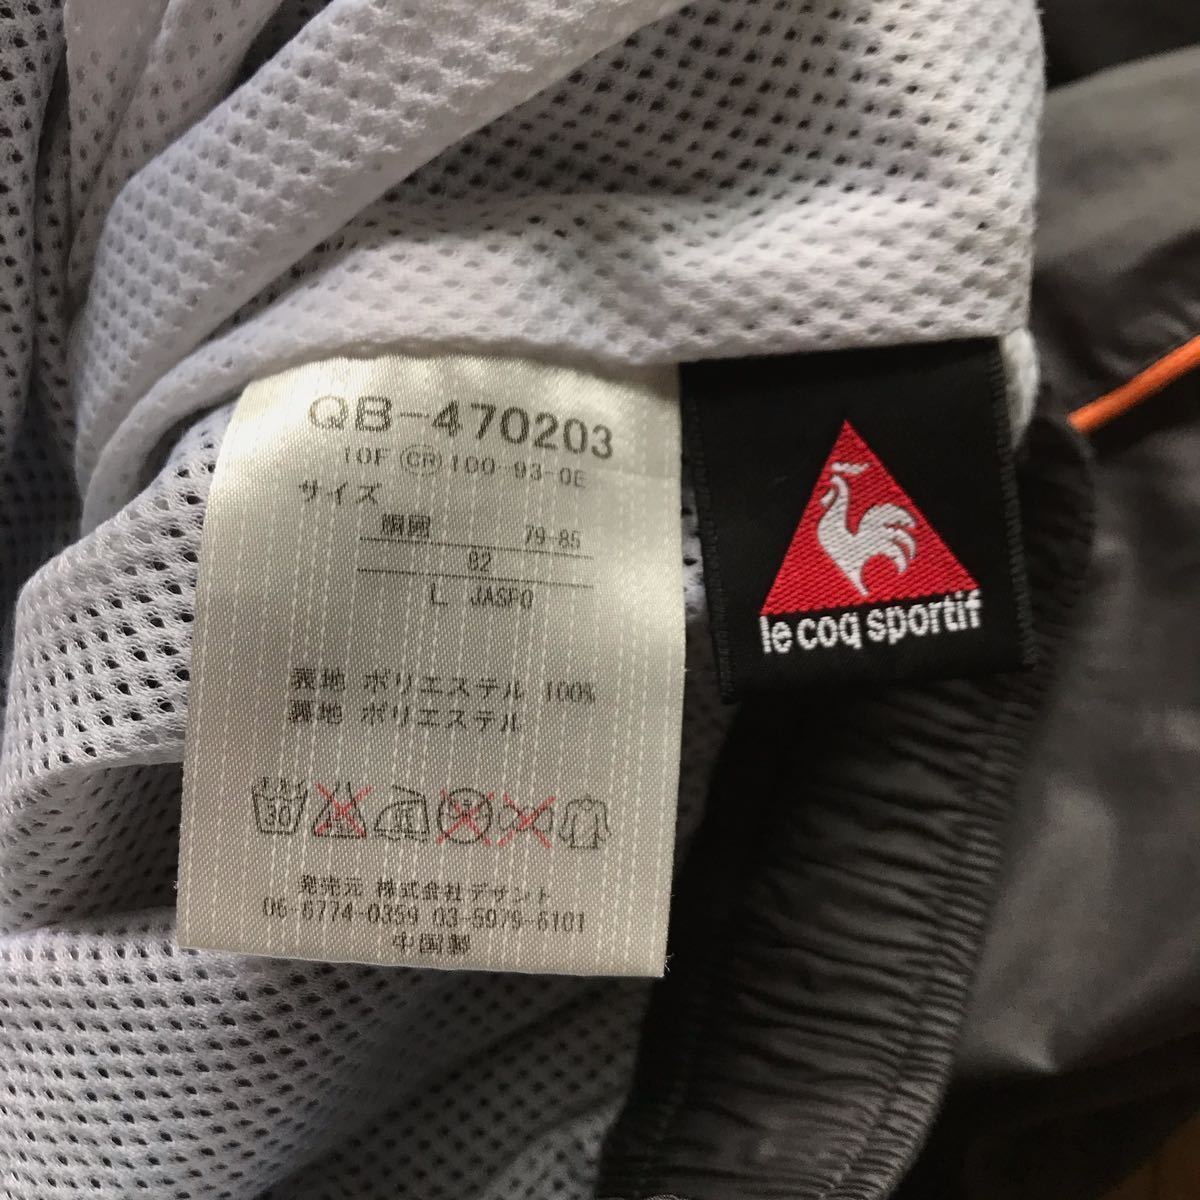 QB-470203
10F CR 100-93-0E
サイズ
胴囲 79-85
82
L JASPO
表地 ポリエステル 100%
裏地 ポリエステル
30
発売元 株式会社デサント
06-6774-0359 03-5979-6101
中国製
le coq sportif